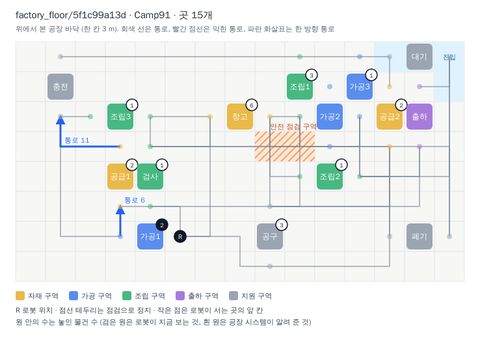 factory_floor/5f1c99a13d · Camp91 · 곳 15개
위에서 본 공장 바닥 (한 칸 3 m). 회색 선은 통로, 빨간 점선은 막힌 통로, 파란 화살표는 한 방향 통로
대기
진입
충전
조립1
3
가공3
1
조립3
1
창고
6
가공2
공급2
2
출하
안전 점검 구역
통로 11
공급1
2
검사
1
조립2
1
통로 6
가공1
2
R
공구
3
폐기
자재 구역
가공 구역
조립 구역
출하 구역
지원 구역
R 로봇 위치 · 점선 테두리는 점검으로 정지 · 작은 점은 로봇이 서는 곳의 앞 칸
원 안의 수는 놓인 물건 수 (검은 원은 로봇이 지금 보는 것, 흰 원은 공장 시스템이 알려 준 것)